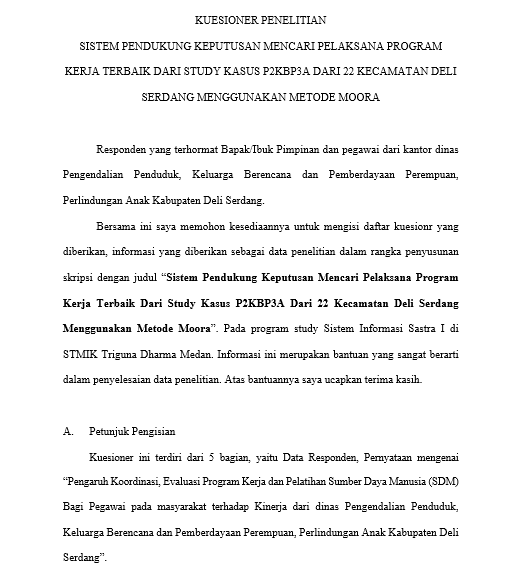 KUESIONER PENELITIAN
SISTEM PENDUKUNG KEPUTUSAN MENCARI PELAKSANA PROGRAM
KERJA TERBAIK DARI STUDY KASUS P2KBP3A DARI 22 KECAMATAN DELI
SERDANG MENGGUNAKAN METODE MOORA
Responden yang terhormat Bapak/Ibuk Pimpinan dan pegawai dari kantor dinas
Pengendalian Penduduk, Keluarga Berencana dan Pemberdayaan Perempuan,
Perlindungan Anak Kabupaten Deli Serdang.
Bersama ini saya memohon kesediaannya untuk mengisi daftar kuesionr yang
diberikan, informasi yang diberikan sebagai data penelitian dalam rangka penyusunan
skripsi dengan judul “Sistem Pendukung Keputusan Mencari Pelaksana Program
Kerja Terbaik Dari Study Kasus P2KBP3A Dari 22 Kecamatan Deli Serdang
Menggunakan Metode Moora”. Pada program study Sistem Informasi Sastra I di
STMIK Triguna Dharma Medan. Informasi ini merupakan bantuan yang sangat berarti
dalam penyelesaian data penelitian. Atas bantuannya saya ucapkan terima kasih.
A. Petunjuk Pengisian
Kuesioner ini terdiri dari 5 bagian, yaitu Data Responden, Pernyataan mengenai
“Pengaruh Koordinasi, Evaluasi Program Kerja dan Pelatihan Sumber Daya Manusia (SDM)
Bagi Pegawai pada masyarakat terhadap Kinerja dari dinas Pengendalian Penduduk,
Keluarga Berencana dan Pemberdayaan Perempuan, Perlindungan Anak Kabupaten Deli
Serdang”.